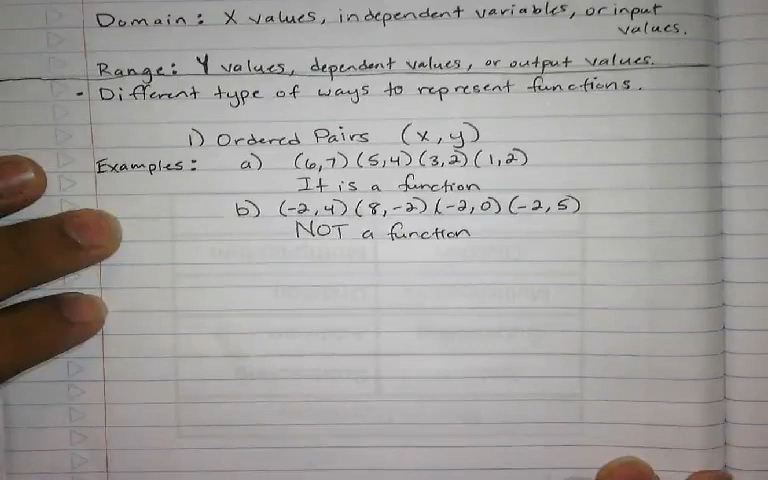 Domain: X values, independent variables, or input
values.
Range: Y values, dependent values, or output values.
- Different type of ways to represent functions.
1) Ordered Pairs (x,y)
Examples: a) (6,7) (5,4) (3,2) (1,2)
It is a function
b) (-2,4) (8,-2) (-2,0) (-2,5)
NOT a function